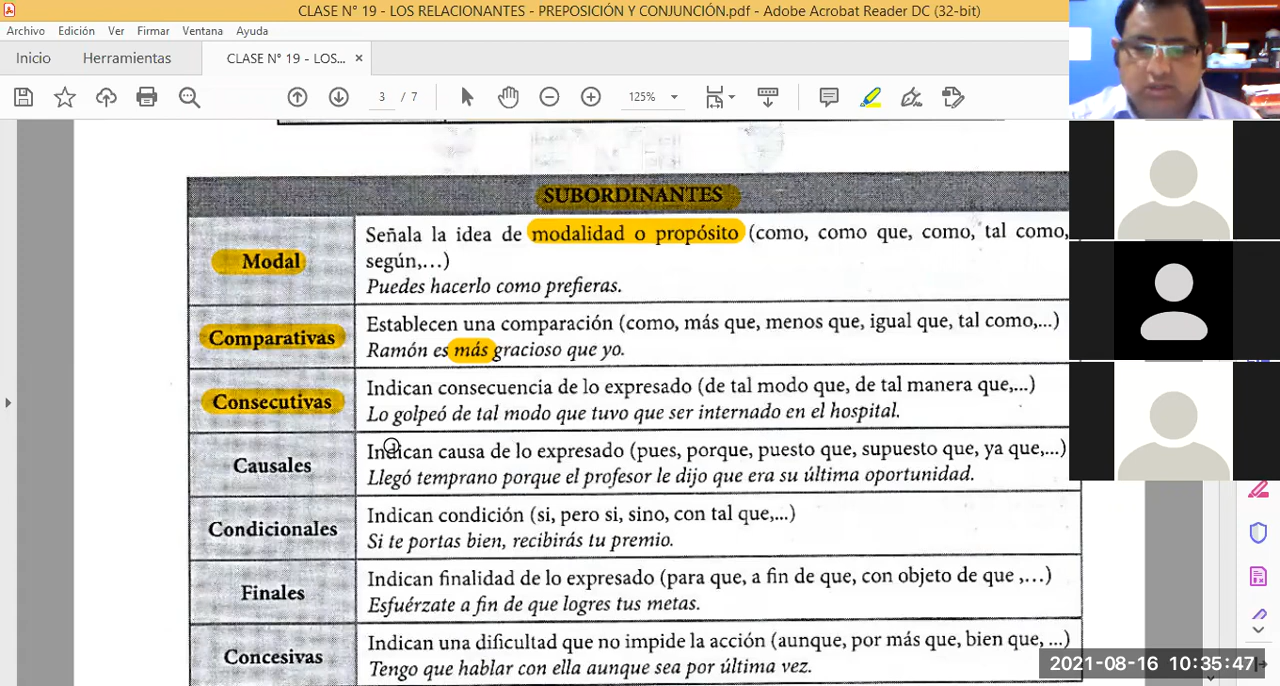 CLASE N° 19 - LOS RELACIONANTES - PREPOSICIÓN Y CONJUNCIÓN.pdf - Adobe Acrobat Reader DC (32-bit)
Archivo Edición Ver Firmar Ventana Ayuda
Inicio Herramientas CLASE N° 19 - LOS... ×
3 / 7 125%
SUBORDINANTES
Modal
Señala la idea de modalidad o propósito (como, como que, como, tal como,
según,...)
Puedes hacerlo como prefieras.
Comparativas
Establecen una comparación (como, más que, menos que, igual que, tal como,...)
Ramón es más gracioso que yo.
Consecutivas
Indican consecuencia de lo expresado (de tal modo que, de tal manera que,...)
Lo golpeó de tal modo que tuvo que ser internado en el hospital.
Causales
Indican causa de lo expresado (pues, porque, puesto que, supuesto que, ya que,...)
Llegó temprano porque el profesor le dijo que era su última oportunidad.
Condicionales
Indican condición (si, pero si, sino, con tal que,...)
Si te portas bien, recibirás tu premio.
Finales
Indican finalidad de lo expresado (para que, a fin de que, con objeto de que ,...)
Esfuérzate a fin de que logres tus metas.
Concesivas
Indican una dificultad que no impide la acción (aunque, por más que, bien que, ...)
Tengo que hablar con ella aunque sea por última vez.
2021-08-16 10:35:47